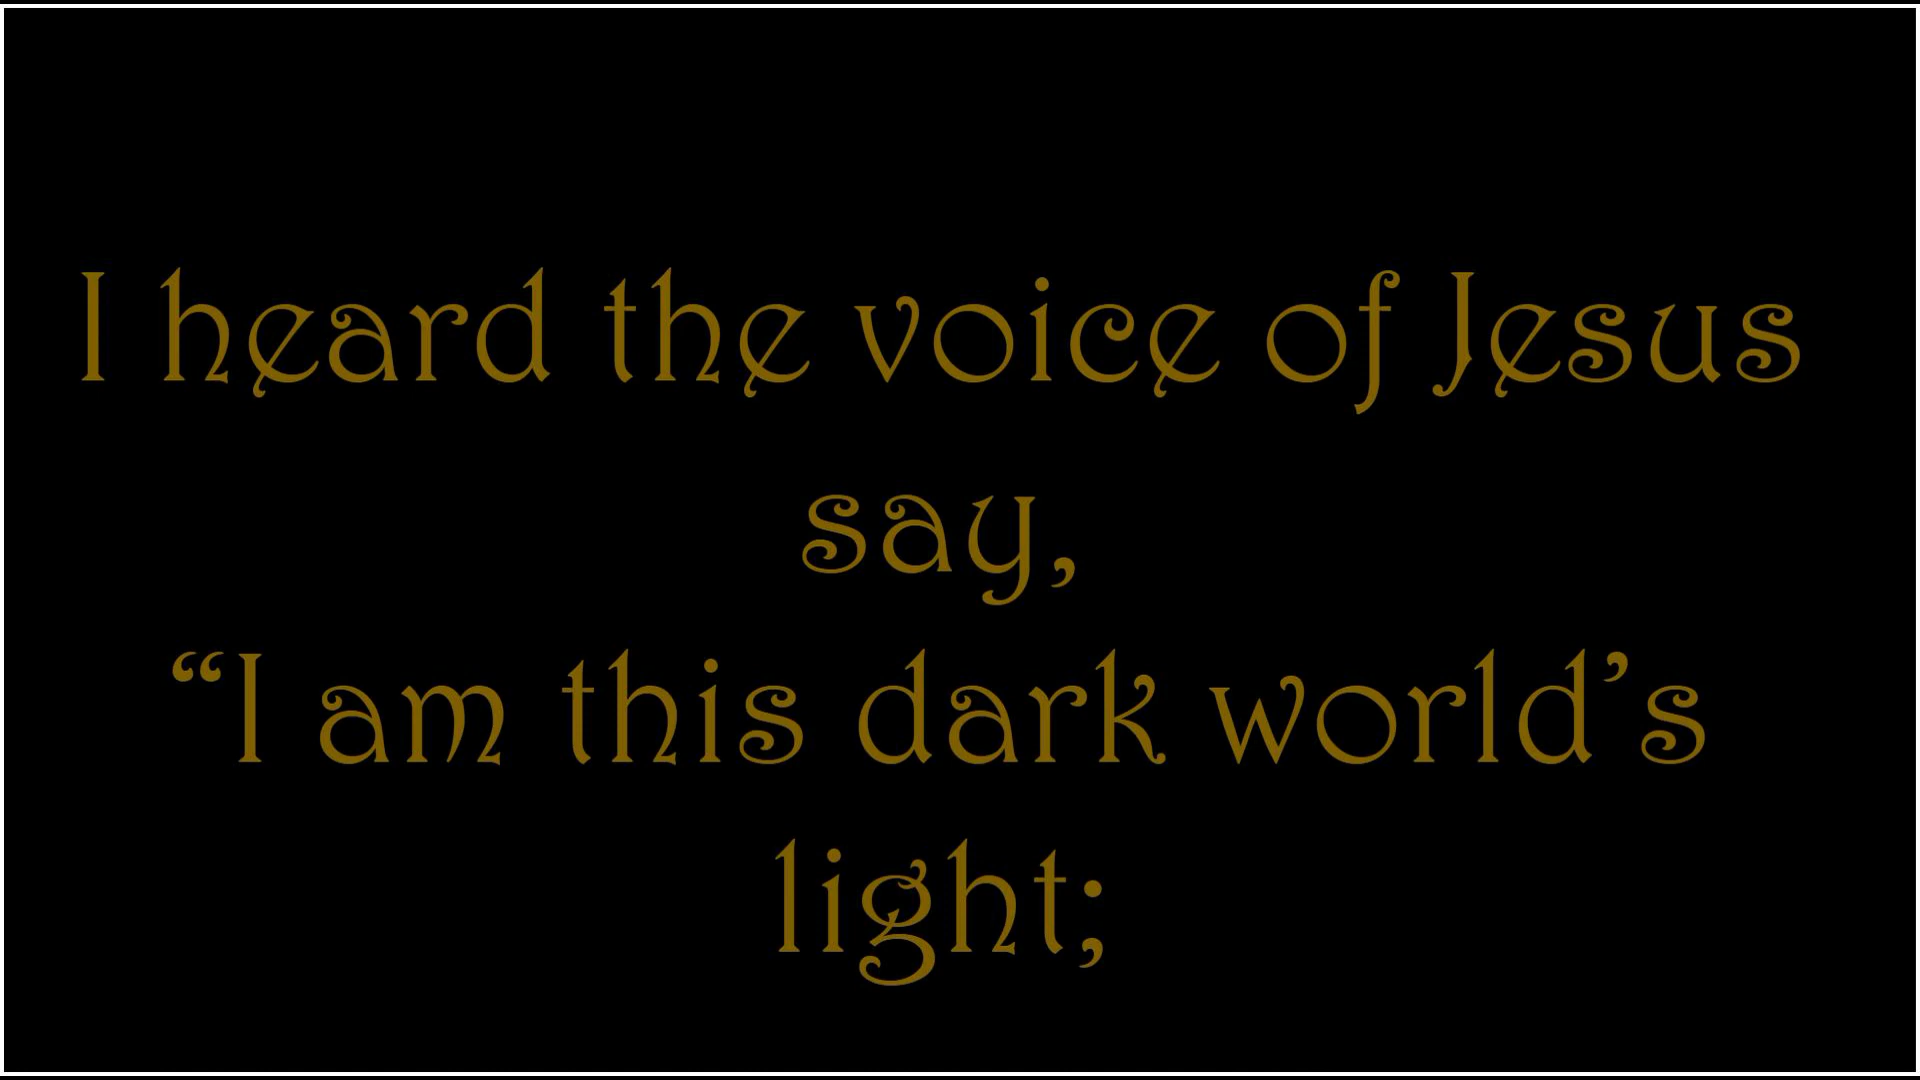 I heard the voice of Jesus
say,
“I am this dark world’s
light;